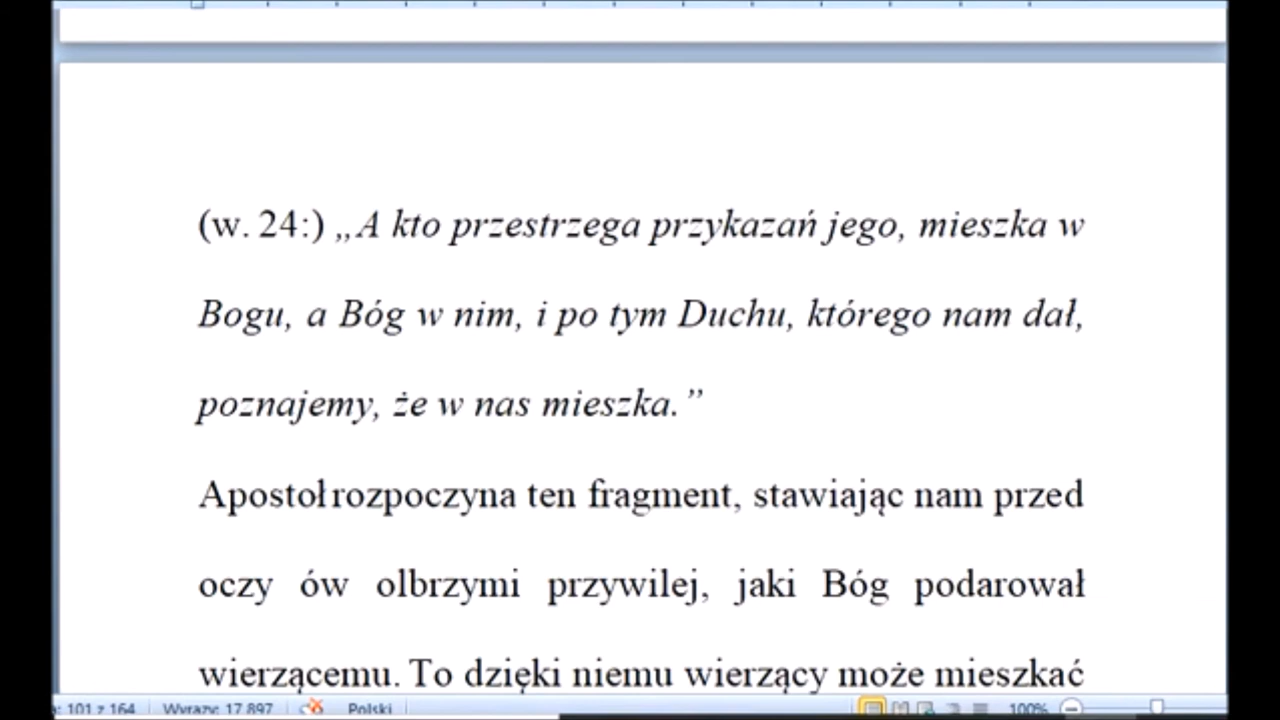 (w. 24:) „A kto przestrzega przykazań jego, mieszka w
Bogu, a Bóg w nim, i po tym Duchu, którego nam dał,
poznajemy, że w nas mieszka.”
Apostoł rozpoczyna ten fragment, stawiając nam przed
oczy ów olbrzymi przywilej, jaki Bóg podarował
wierzącemu. To dzięki niemu wierzący może mieszkać
: 101 z 164 Wyrazy: 17 897 Polski 100%